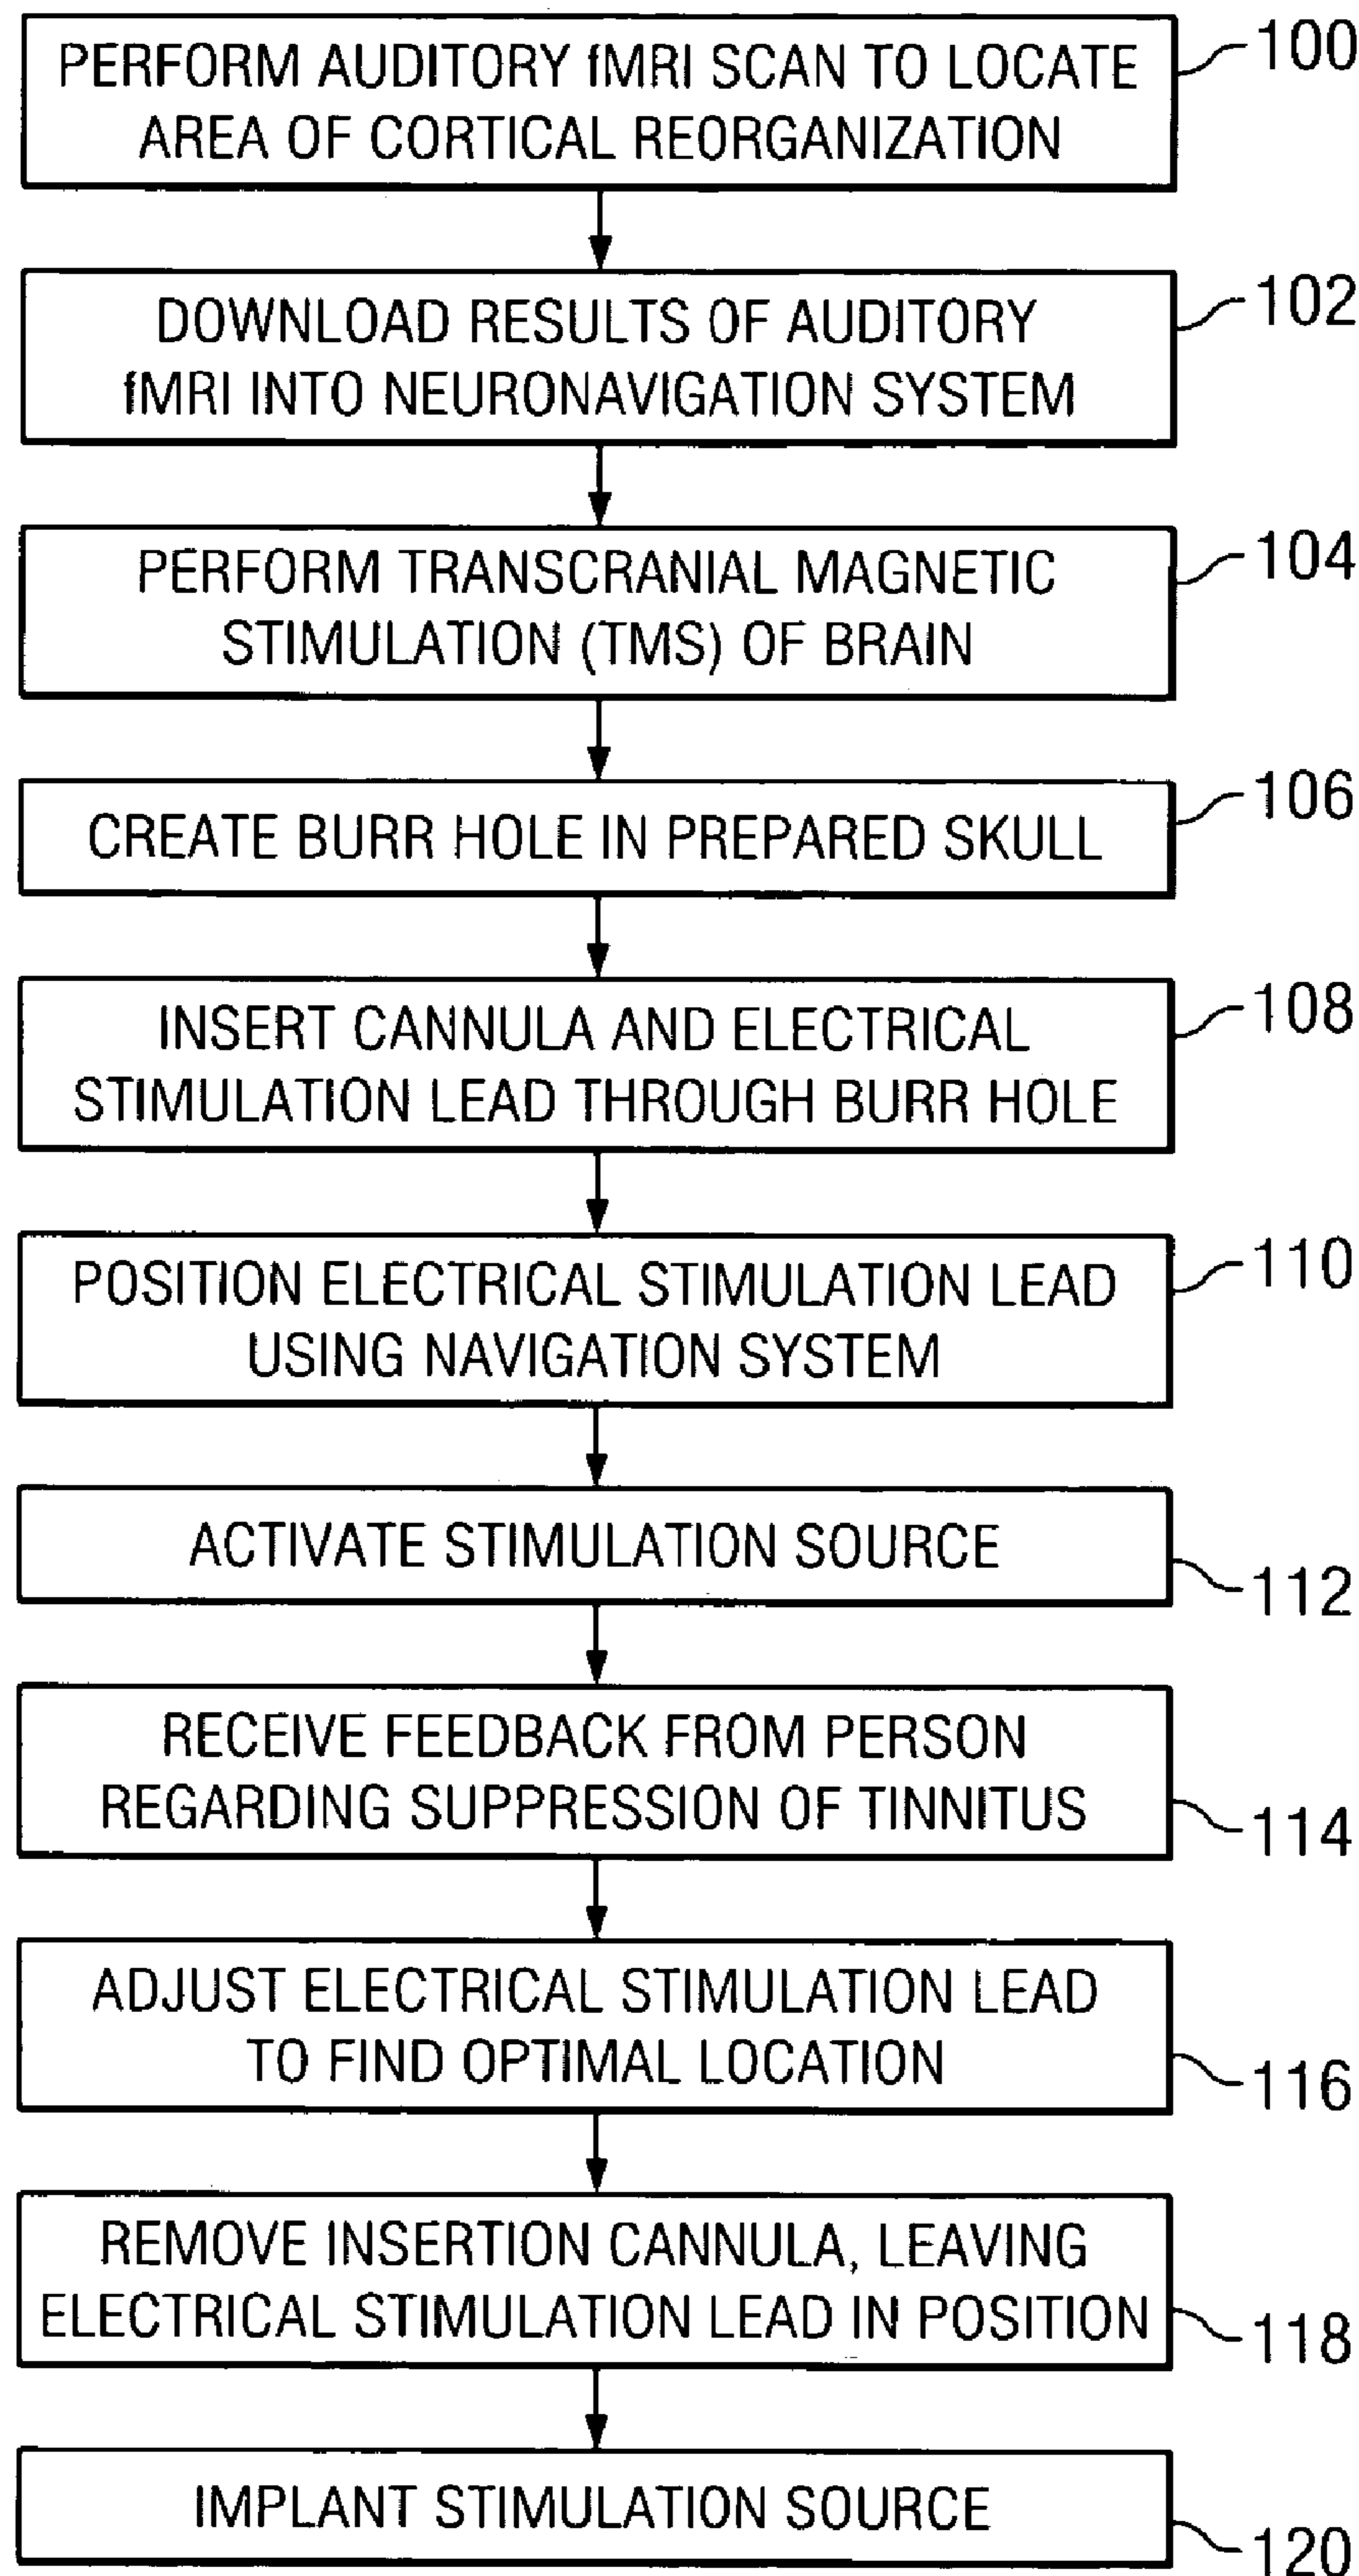 PERFORM AUDITORY fMRI SCAN TO LOCATE
AREA OF CORTICAL REORGANIZATION
100
DOWNLOAD RESULTS OF AUDITORY
fMRI INTO NEURONAVIGATION SYSTEM
102
PERFORM TRANSCRANIAL MAGNETIC
STIMULATION (TMS) OF BRAIN
104
CREATE BURR HOLE IN PREPARED SKULL
106
INSERT CANNULA AND ELECTRICAL
STIMULATION LEAD THROUGH BURR HOLE
108
POSITION ELECTRICAL STIMULATION LEAD
USING NAVIGATION SYSTEM
110
ACTIVATE STIMULATION SOURCE
112
RECEIVE FEEDBACK FROM PERSON
REGARDING SUPPRESSION OF TINNITUS
114
ADJUST ELECTRICAL STIMULATION LEAD
TO FIND OPTIMAL LOCATION
116
REMOVE INSERTION CANNULA, LEAVING
ELECTRICAL STIMULATION LEAD IN POSITION
118
IMPLANT STIMULATION SOURCE
120